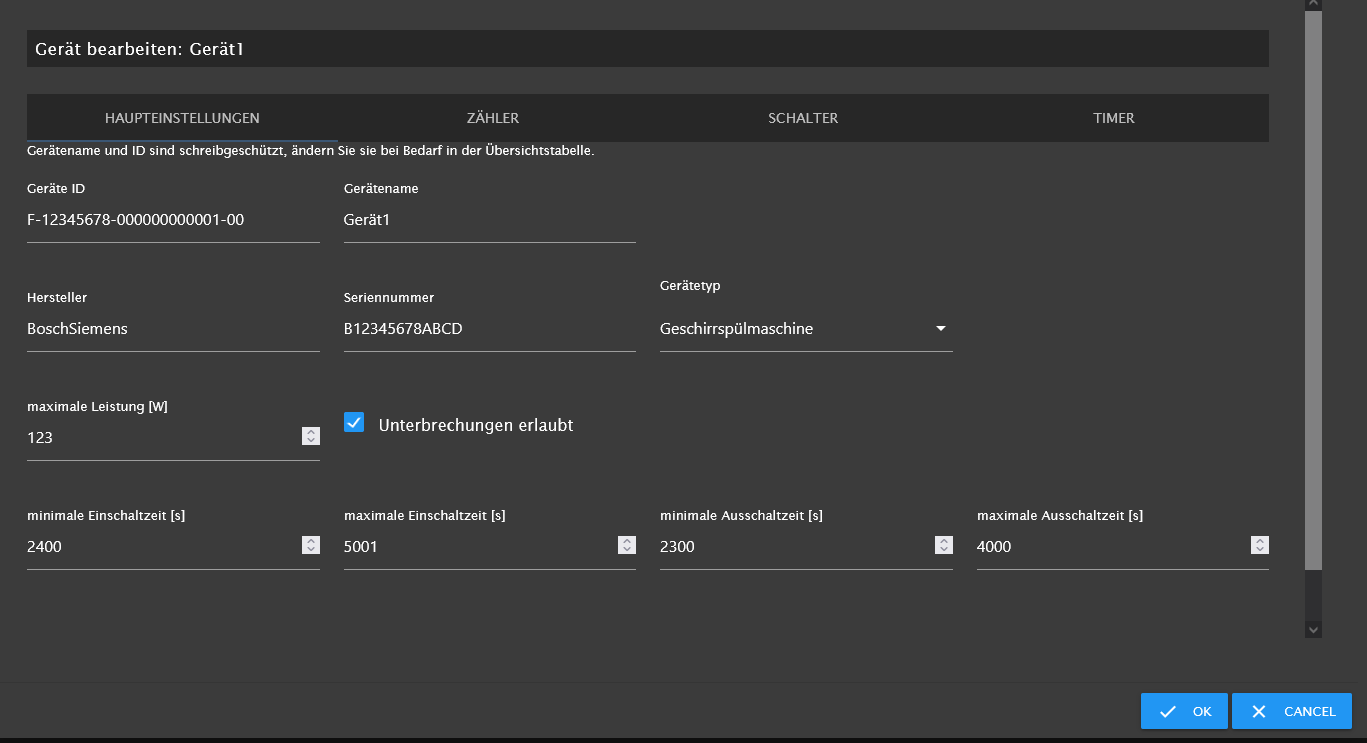 Gerät bearbeiten: Gerät1
HAUPTEINSTELLUNGEN ZÄHLER SCHALTER TIMER
Gerätename und ID sind schreibgeschützt, ändern Sie sie bei Bedarf in der Übersichtstabelle.
Geräte ID Gerätename
F-12345678-000000000001-00 Gerät1
Gerätetyp
Hersteller Seriennummer
BoschSiemens B12345678ABCD Geschirrspülmaschine
maximale Leistung [W]
Unterbrechungen erlaubt
123
minimale Einschaltzeit [s] maximale Einschaltzeit [s] minimale Ausschaltzeit [s] maximale Ausschaltzeit [s]
2400 5001 2300 4000
OK CANCEL